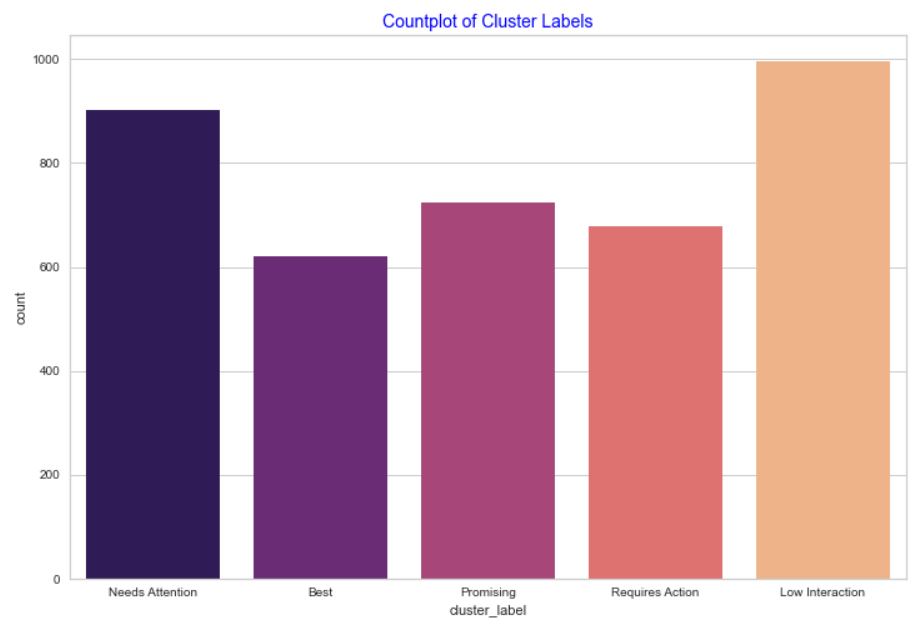 Countplot of Cluster Labels
1000
800
600
400
200
0
count
Needs Attention
Best
Promising
Requires Action
Low Interaction
cluster_label